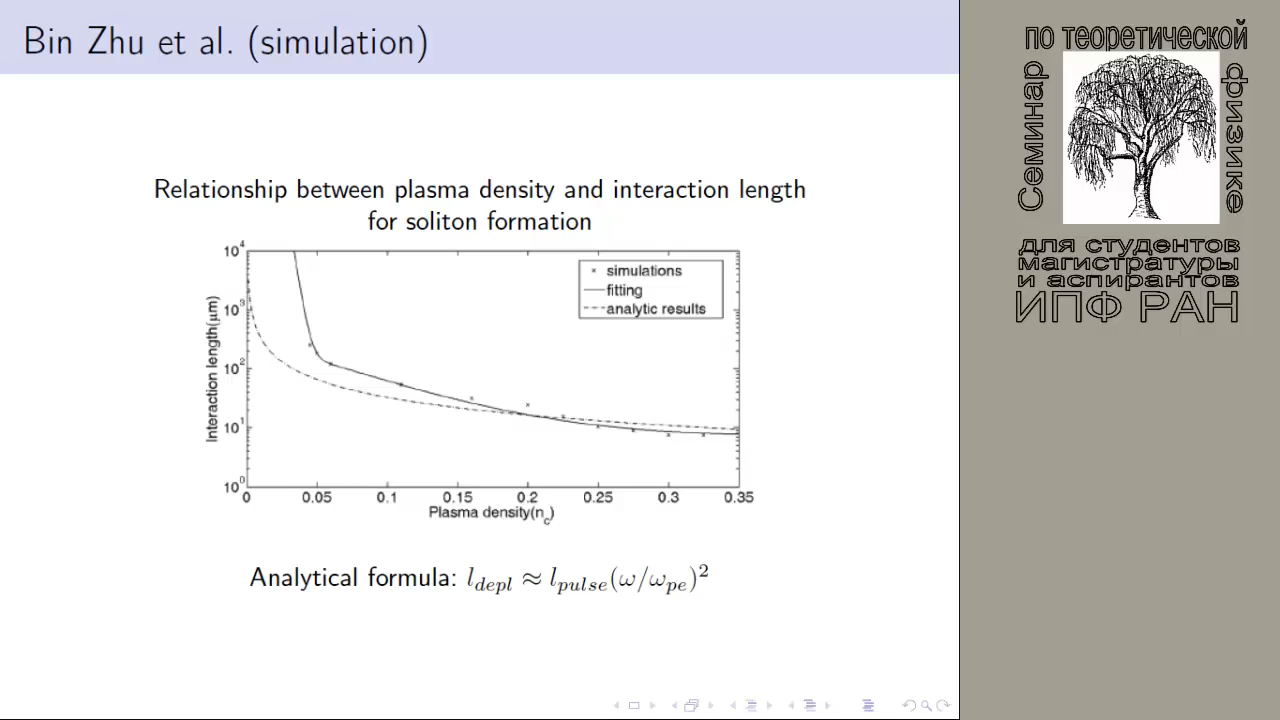 Bin Zhu et al. (simulation)
Relationship between plasma density and interaction length
for soliton formation
10^4
10^3
10^2
10^1
10^0
Interaction length(μm)
simulations
fitting
analytic results
0 0.05 0.1 0.15 0.2 0.25 0.3 0.35
Plasma density(n_c)
Analytical formula: l_depl ≈ l_pulse(ω/ω_pe)^2
Семинар
по теоретической
физике
для студентов
магистратуры
и аспирантов
ИПФ РАН